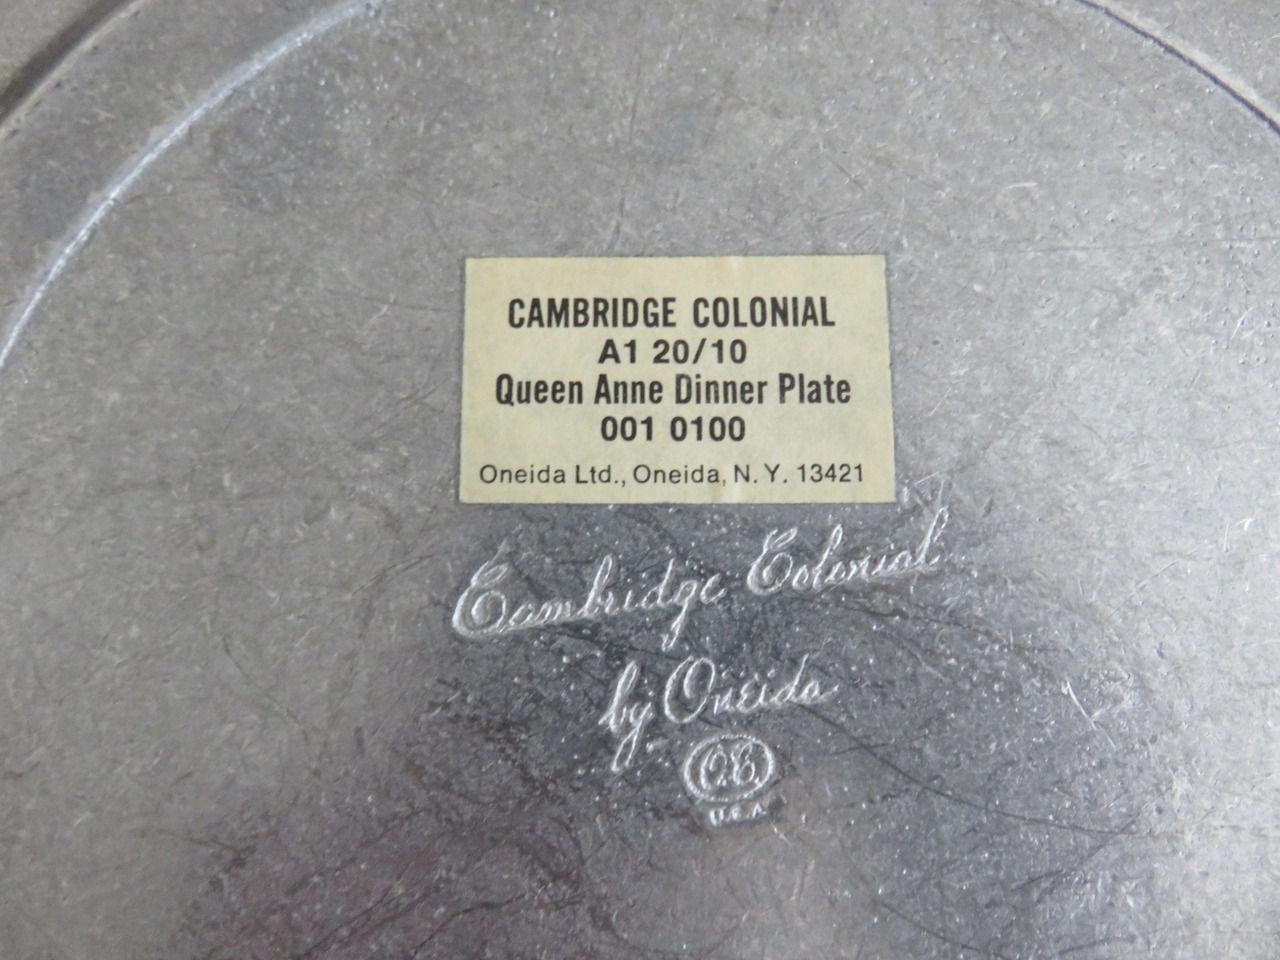 CAMBRIDGE COLONIAL
A1 20/10
Queen Anne Dinner Plate
001 0100
Oneida Ltd., Oneida, N. Y. 13421
Cambridge Colonial
by Oneida
O.C.
U.S.A